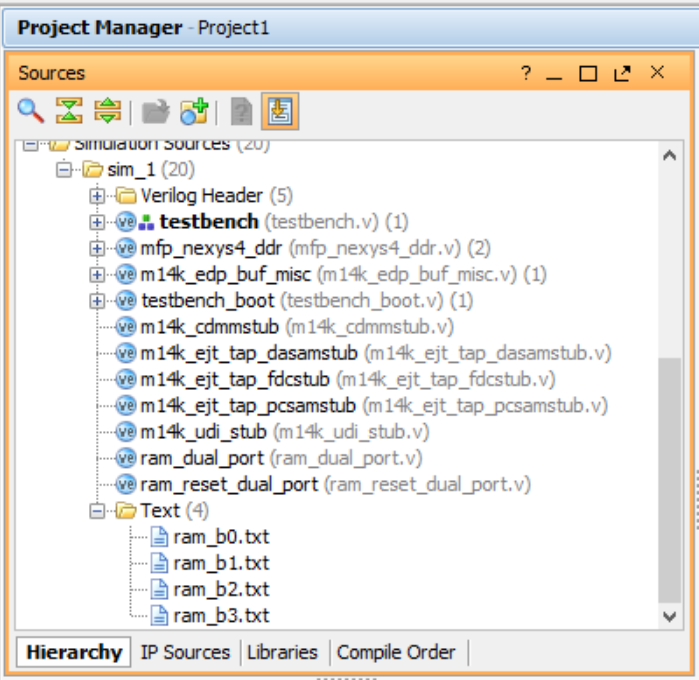 Project Manager - Project1
Sources ? _ □ ×
Simulation Sources (20)
sim_1 (20)
Verilog Header (5)
testbench (testbench.v) (1)
mfp_nexys4_ddr (mfp_nexys4_ddr.v) (2)
m14k_edp_buf_misc (m14k_edp_buf_misc.v) (1)
testbench_boot (testbench_boot.v) (1)
m14k_cdmmstub (m14k_cdmmstub.v)
m14k_ejt_tap_dasamstub (m14k_ejt_tap_dasamstub.v)
m14k_ejt_tap_fdcstub (m14k_ejt_tap_fdcstub.v)
m14k_ejt_tap_pcsamstub (m14k_ejt_tap_pcsamstub.v)
m14k_udi_stub (m14k_udi_stub.v)
ram_dual_port (ram_dual_port.v)
ram_reset_dual_port (ram_reset_dual_port.v)
Text (4)
ram_b0.txt
ram_b1.txt
ram_b2.txt
ram_b3.txt
Hierarchy IP Sources Libraries Compile Order